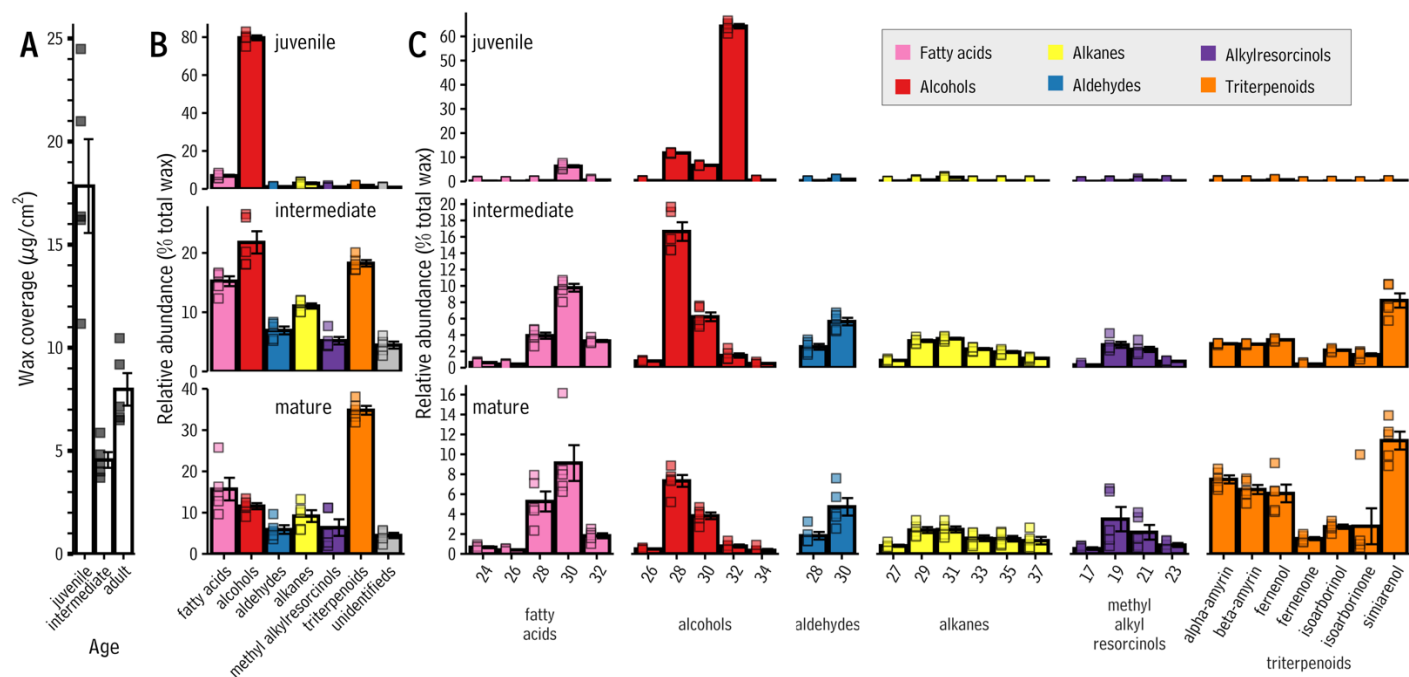 A
Wax coverage (µg/cm²)
25
20
15
10
5
0
juvenile
intermediate
adult
Age
B
Relative abundance (% total wax)
juvenile
80
60
40
20
0
intermediate
20
10
0
mature
40
30
20
10
0
fatty acids
alcohols
aldehydes
alkanes
methyl alkylresorcinols
triterpenoids
unidentifieds
C
Relative abundance (% total wax)
Relative abundance (% total wax)
juvenile
60
50
40
30
20
10
0
Fatty acids
Alkanes
Alkylresorcinols
Alcohols
Aldehydes
Triterpenoids
intermediate
20
18
16
14
12
10
8
6
4
2
0
mature
16
14
12
10
8
6
4
2
0
24 26 28 30 32
26 28 30 32 34
28 30
27 29 31 33 35 37
17 19 21 23
alpha-amyrin
beta-amyrin
fernenol
fernenone
isoarborinol
isoarborinone
simiarenol
fatty
acids
alcohols
aldehydes
alkanes
methyl
alkyl
resorcinols
triterpenoids